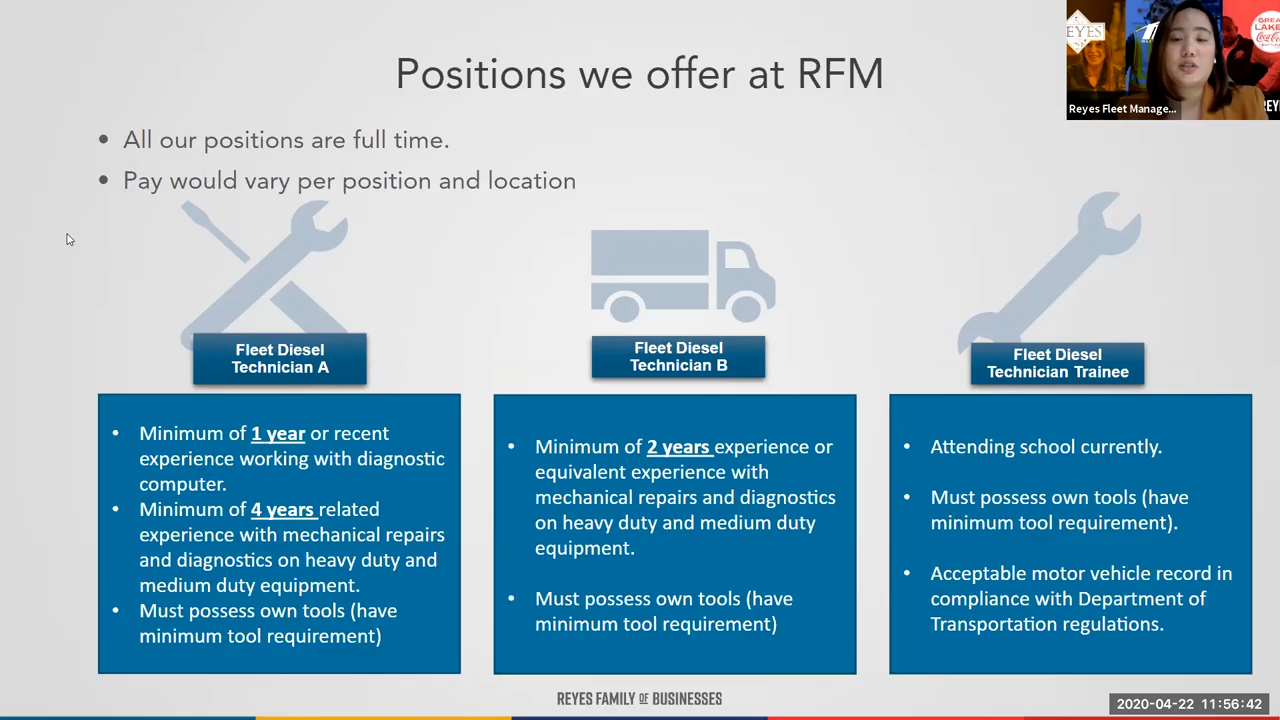 Positions we offer at RFM
• All our positions are full time.
• Pay would vary per position and location
Fleet Diesel
Technician A
• Minimum of 1 year or recent
experience working with diagnostic
computer.
• Minimum of 4 years related
experience with mechanical repairs
and diagnostics on heavy duty and
medium duty equipment.
• Must possess own tools (have
minimum tool requirement)
Fleet Diesel
Technician B
• Minimum of 2 years experience or
equivalent experience with
mechanical repairs and diagnostics
on heavy duty and medium duty
equipment.
• Must possess own tools (have
minimum tool requirement)
Fleet Diesel
Technician Trainee
• Attending school currently.
• Must possess own tools (have
minimum tool requirement).
• Acceptable motor vehicle record in
compliance with Department of
Transportation regulations.
REYES FAMILY OF BUSINESSES
Reyes Fleet Manage...
2020-04-22 11:56:42